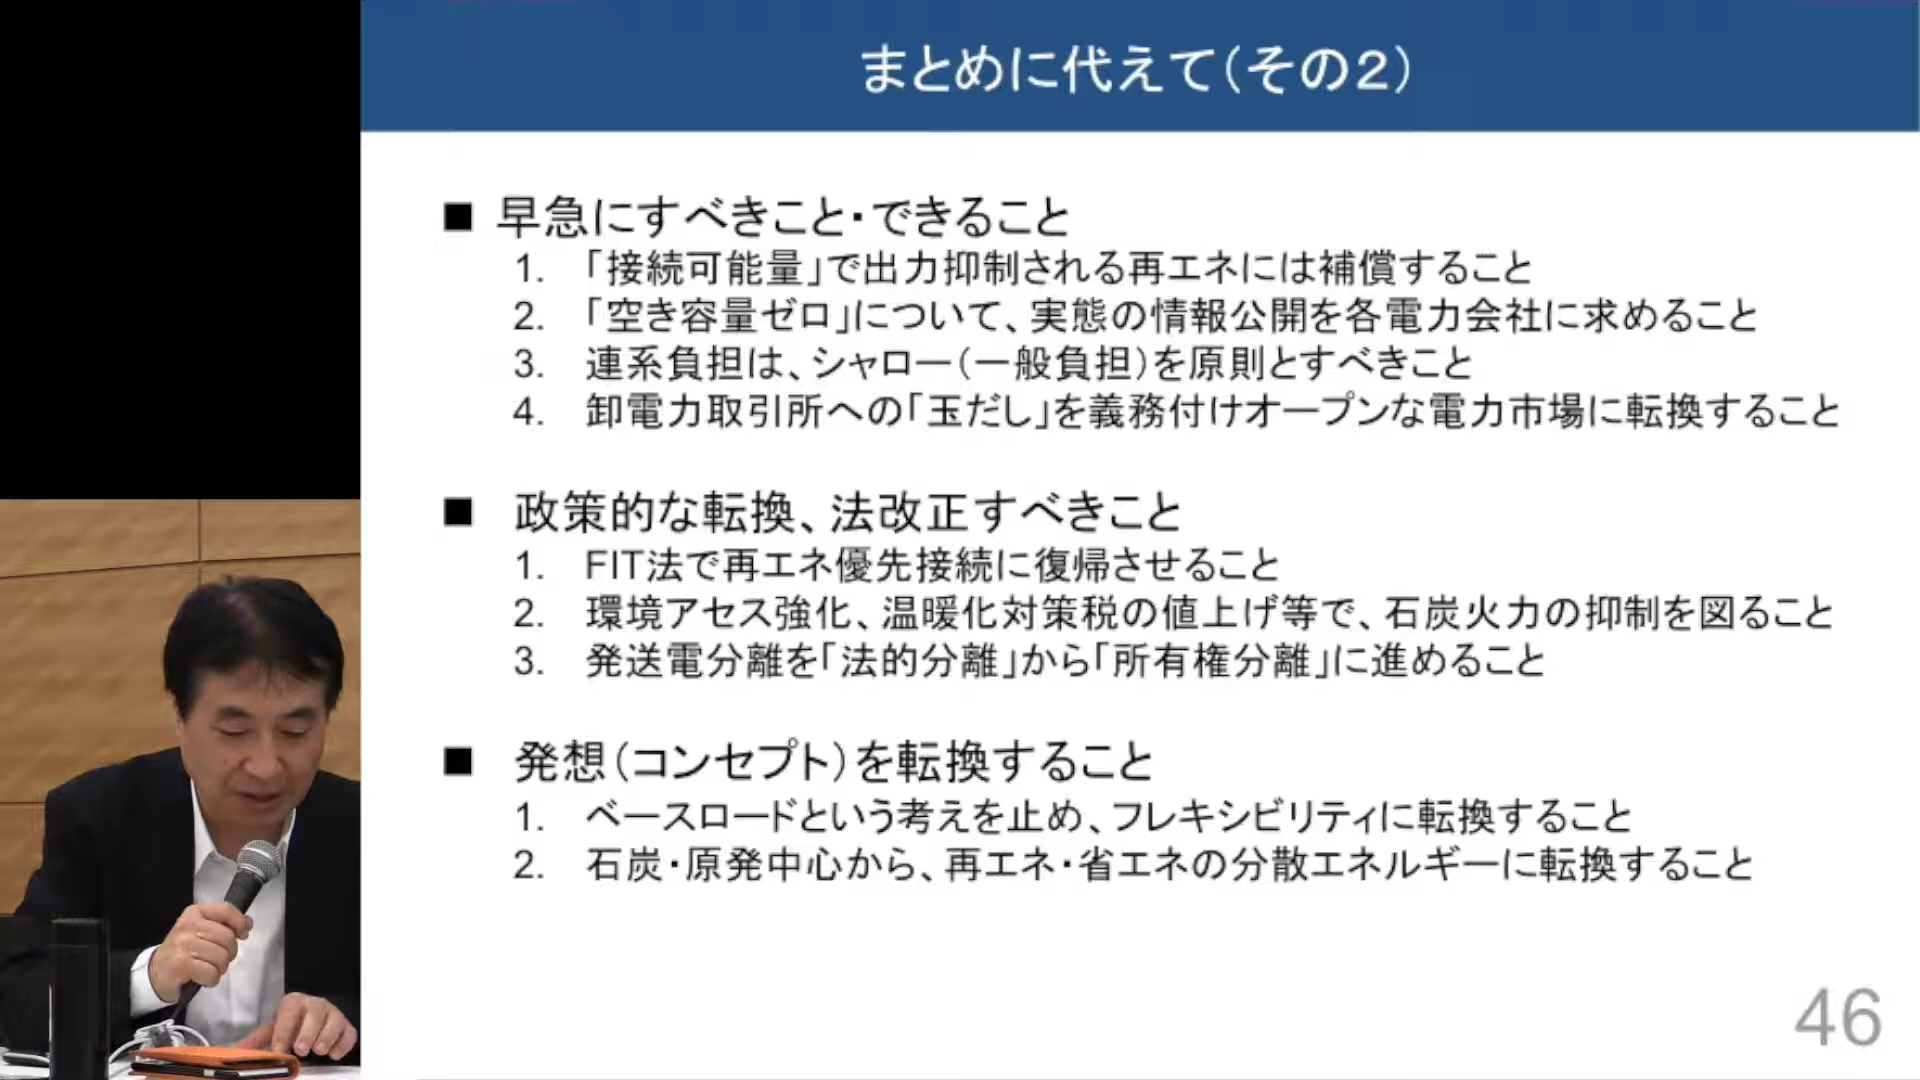 まとめに代えて(その2)
■ 早急にすべきこと・できること
1. 「接続可能量」で出力抑制される再エネには補償すること
2. 「空き容量ゼロ」について、実態の情報公開を各電力会社に求めること
3. 連系負担は、シャロー(一般負担)を原則とすべきこと
4. 卸電力取引所への「玉だし」を義務付けオープンな電力市場に転換すること
■ 政策的な転換、法改正すべきこと
1. FIT法で再エネ優先接続に復帰させること
2. 環境アセス強化、温暖化対策税の値上げ等で、石炭火力の抑制を図ること
3. 発送電分離を「法的分離」から「所有権分離」に進めること
■ 発想(コンセプト)を転換すること
1. ベースロードという考えを止め、フレキシビリティに転換すること
2. 石炭・原発中心から、再エネ・省エネの分散エネルギーに転換すること
46